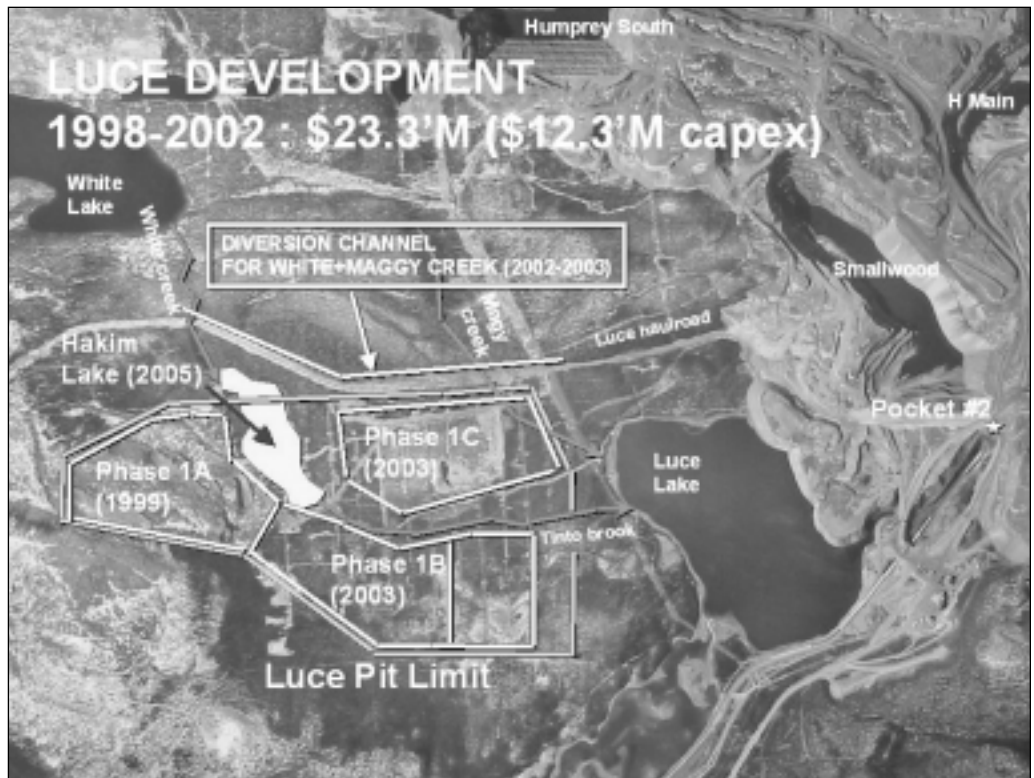 Humprey South
LUCE DEVELOPMENT
1998-2002 : $23.3'M ($12.3'M capex)
H Main
White
Lake
White creek
DIVERSION CHANNEL
FOR WHITE+MAGGY CREEK (2002-2003)
Smallwood
Magy
creek
Luce haulroad
Hakim
Lake (2005)
Pocket #2
Phase 1C
(2003)
Phase 1A
(1999)
Luce
Lake
Tinto brook
Phase 1B
(2003)
Luce Pit Limit